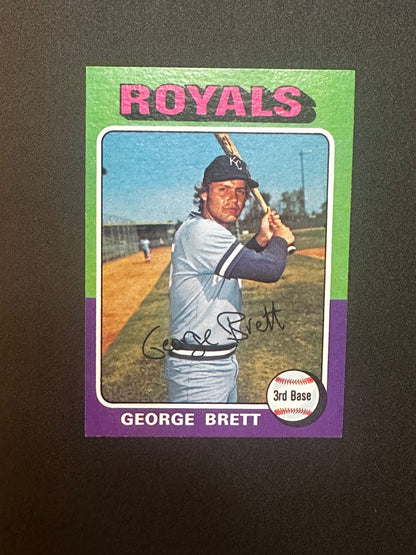 ROYALS
KC
George Brett
3rd Base
GEORGE BRETT